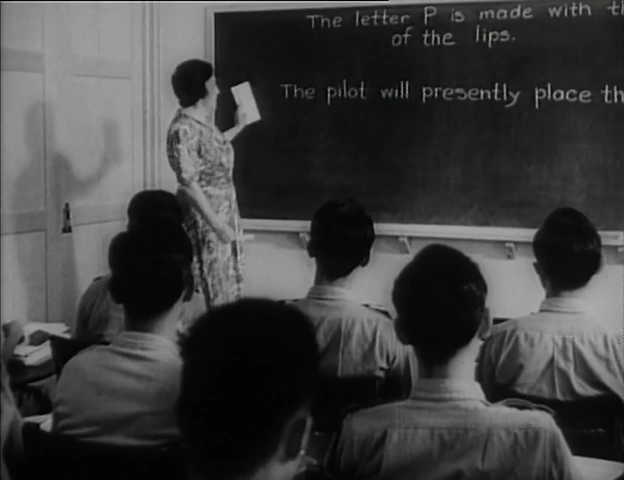 The letter P is made with
of the lips.
The pilot will presently place